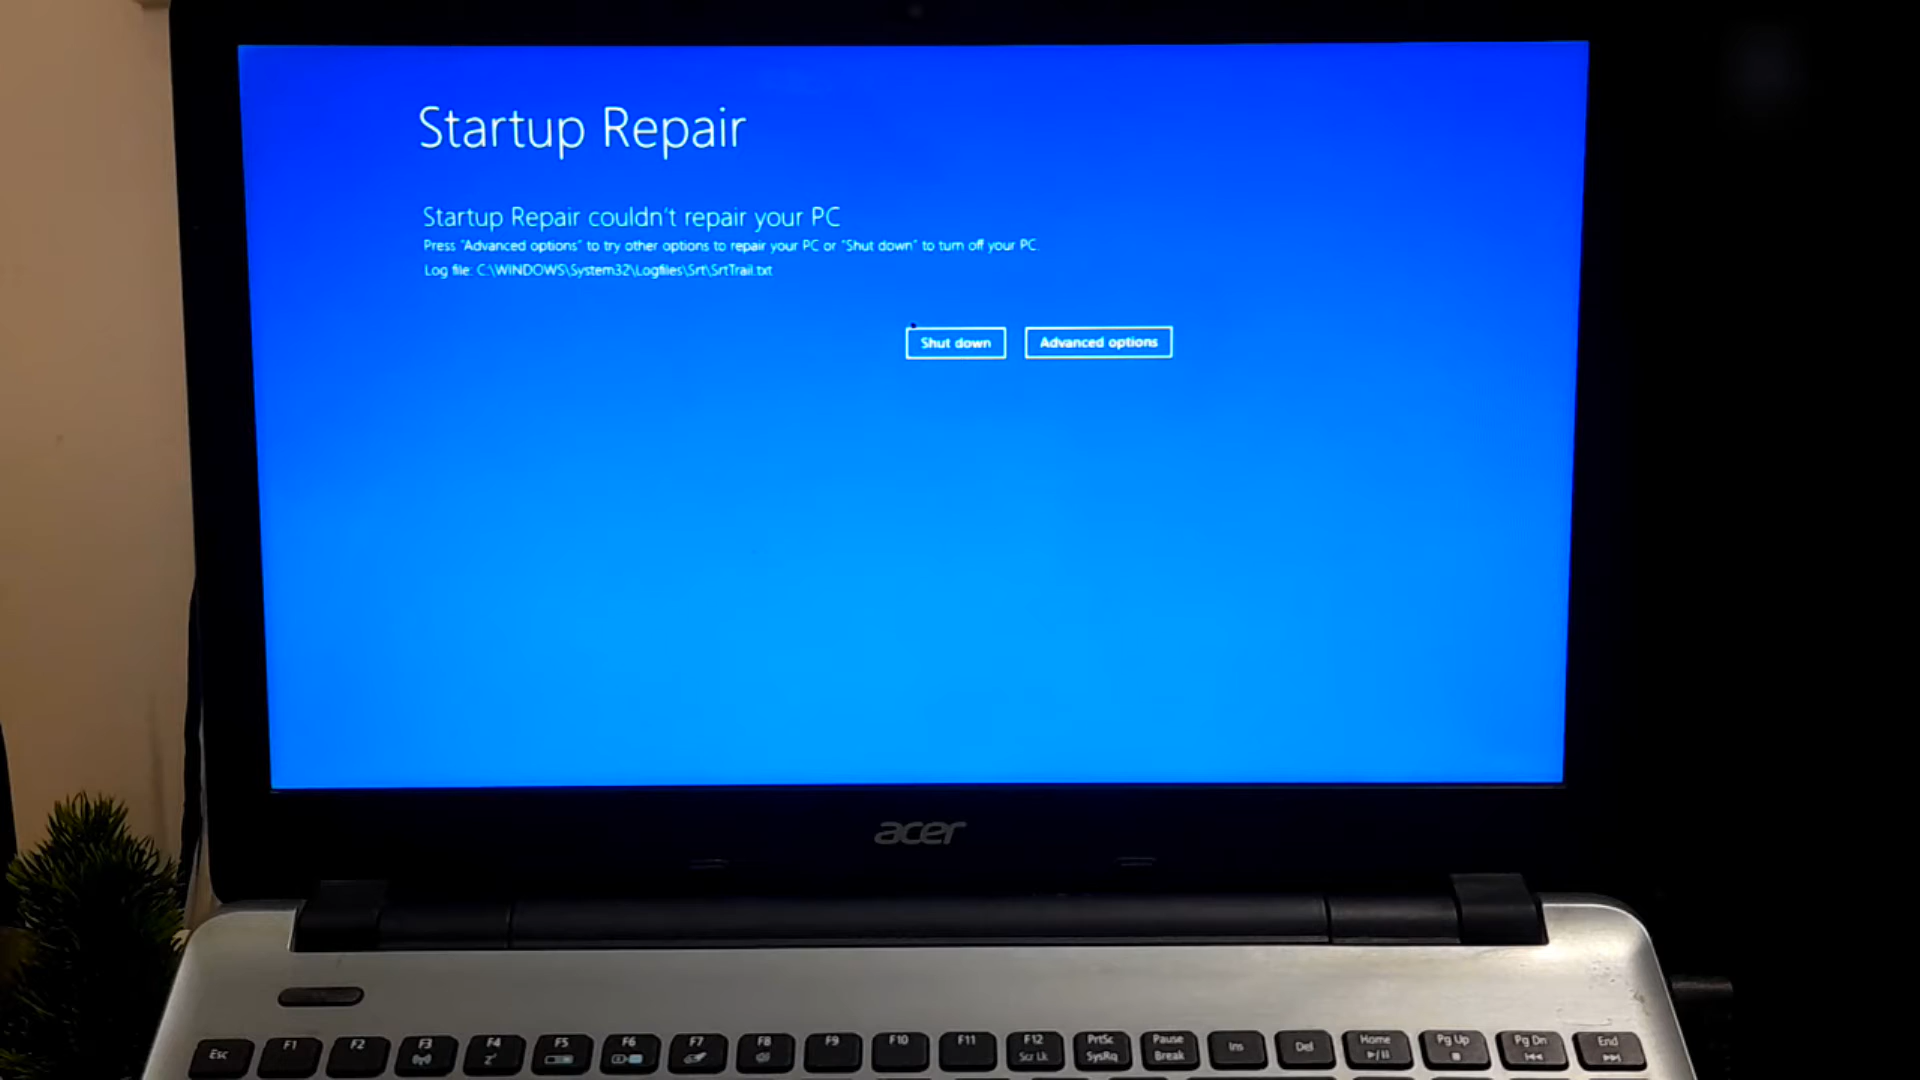 Startup Repair
Startup Repair couldn't repair your PC
Press "Advanced options" to try other options to repair your PC or "Shut down" to turn off your PC.
Log file: C:\WINDOWS\System32\Logfiles\Srt\SrtTrail.txt
Shut down Advanced options
acer
Esc F1 F2 F3 F4 F5 F6 F7 F8 F9 F10 F11 F12 PrtSc Pause Ins Del Home Pg Up Pg Dn End
Scr Lk SysRq Break